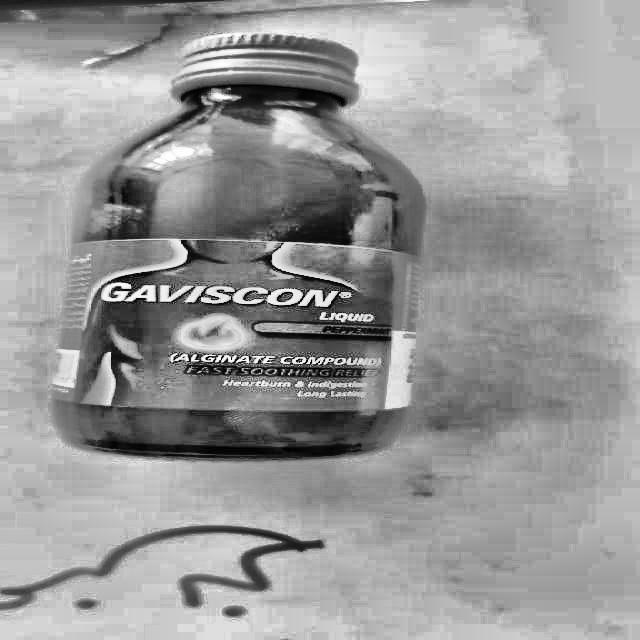 GAVISCON®
LIQUID
(ALGINATE COMPOUND)
FAST SOOTHING RELIEF
Heartburn & Indigestion
Long Lasting